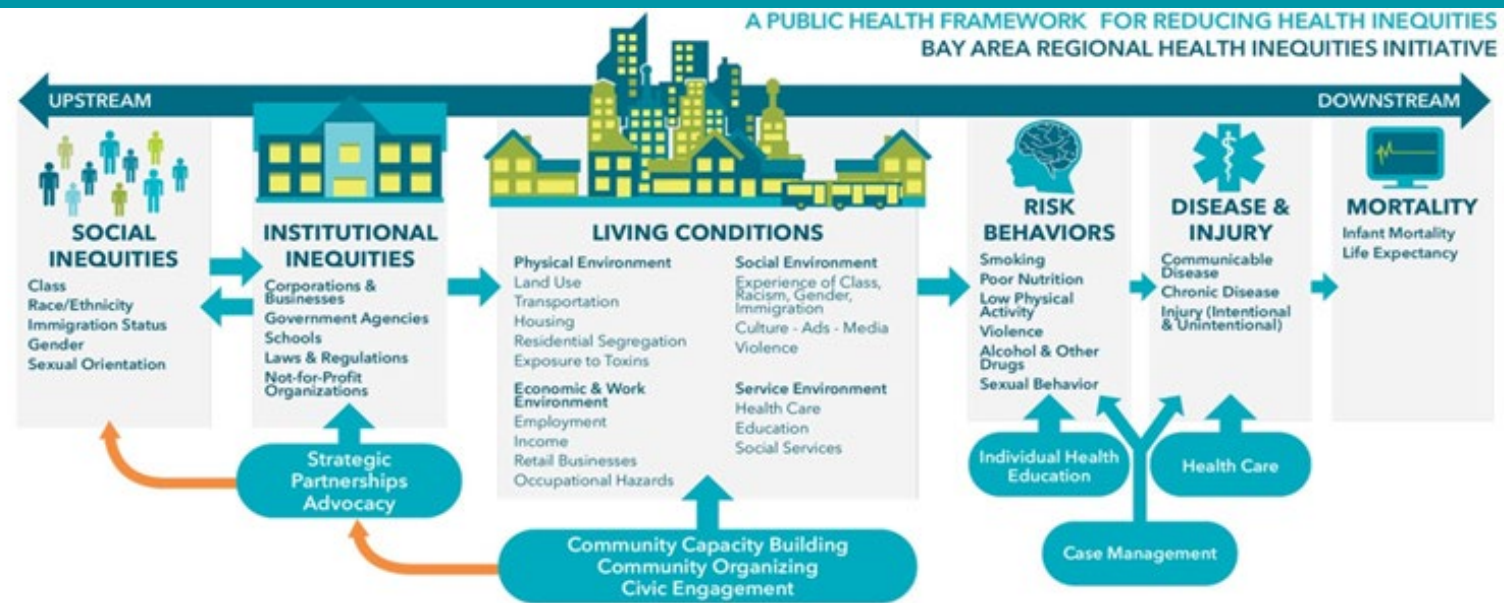 A PUBLIC HEALTH FRAMEWORK FOR REDUCING HEALTH INEQUITIES
BAY AREA REGIONAL HEALTH INEQUITIES INITIATIVE
UPSTREAM
DOWNSTREAM
SOCIAL
INEQUITIES
Class
Race/Ethnicity
Immigration Status
Gender
Sexual Orientation
INSTITUTIONAL
INEQUITIES
Corporations &
Businesses
Government Agencies
Schools
Laws & Regulations
Not-for-Profit
Organizations
LIVING CONDITIONS
Physical Environment
Land Use
Transportation
Housing
Residential Segregation
Exposure to Toxins
Economic & Work
Environment
Employment
Income
Retail Businesses
Occupational Hazards
Social Environment
Experience of Class,
Racism, Gender,
Immigration
Culture - Ads - Media
Violence
Service Environment
Health Care
Education
Social Services
RISK
BEHAVIORS
Smoking
Poor Nutrition
Low Physical
Activity
Violence
Alcohol & Other
Drugs
Sexual Behavior
DISEASE &
INJURY
Communicable
Disease
Chronic Disease
Injury (Intentional
& Unintentional)
MORTALITY
Infant Mortality
Life Expectancy
Strategic
Partnerships
Advocacy
Community Capacity Building
Community Organizing
Civic Engagement
Individual Health
Education
Health Care
Case Management